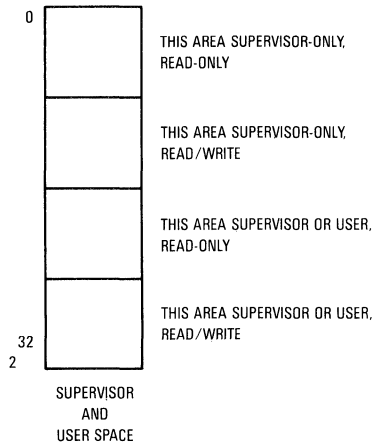 0
THIS AREA SUPERVISOR-ONLY,
READ-ONLY
THIS AREA SUPERVISOR-ONLY,
READ/WRITE
THIS AREA SUPERVISOR OR USER,
READ-ONLY
THIS AREA SUPERVISOR OR USER,
READ/WRITE
32
2
SUPERVISOR
AND
USER SPACE